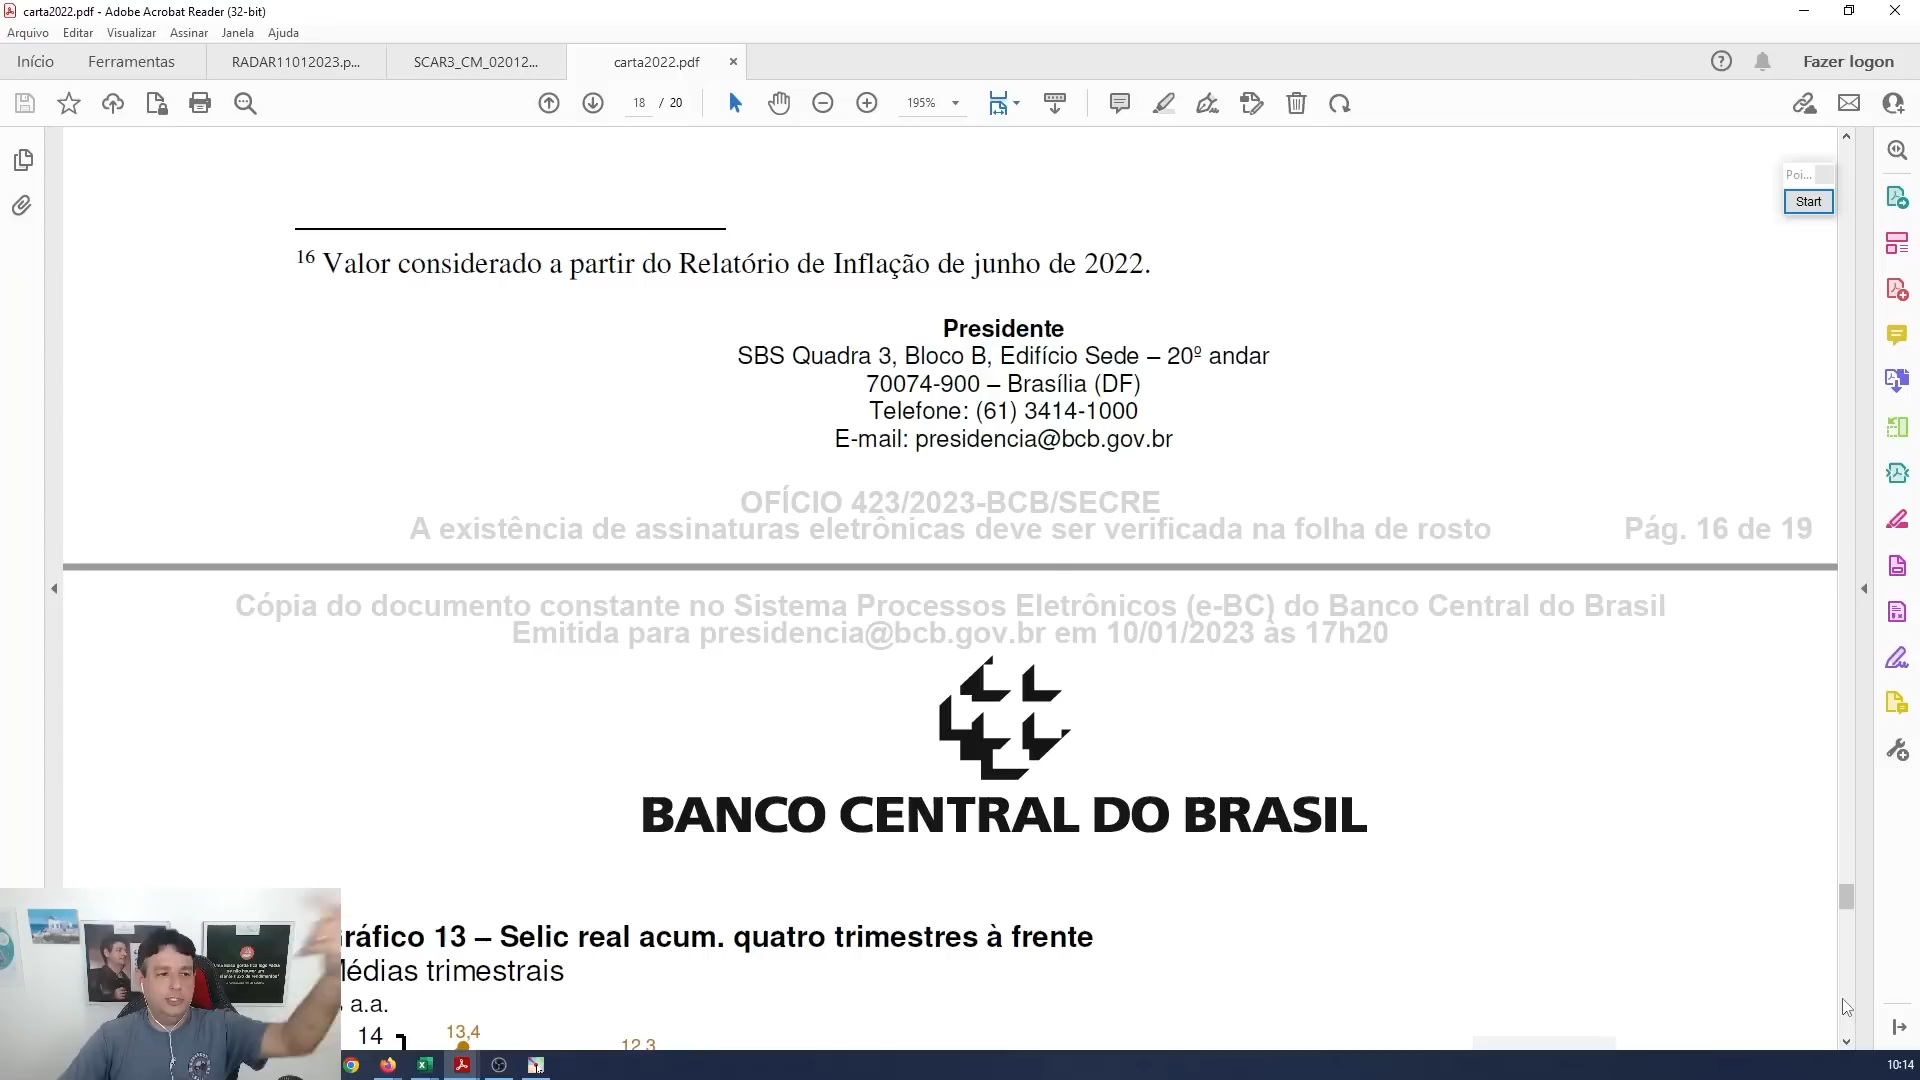 carta2022.pdf - Adobe Acrobat Reader (32-bit)
Arquivo Editar Visualizar Assinar Janela Ajuda
Início Ferramentas RADAR11012023.p... SCAR3_CM_02012... carta2022.pdf Fazer logon
18 / 20 195%
Poi...
Start
16 Valor considerado a partir do Relatório de Inflação de junho de 2022.
Presidente
SBS Quadra 3, Bloco B, Edifício Sede – 20º andar
70074-900 – Brasília (DF)
Telefone: (61) 3414-1000
E-mail: presidencia@bcb.gov.br
OFÍCIO 423/2023-BCB/SECRE
A existência de assinaturas eletrônicas deve ser verificada na folha de rosto Pág. 16 de 19
Cópia do documento constante no Sistema Processos Eletrônicos (e-BC) do Banco Central do Brasil
Emitida para presidencia@bcb.gov.br em 10/01/2023 às 17h20
BANCO CENTRAL DO BRASIL
ráfico 13 – Selic real acum. quatro trimestres à frente
Médias trimestrais
a.a.
14 13,4 12,3
10:14